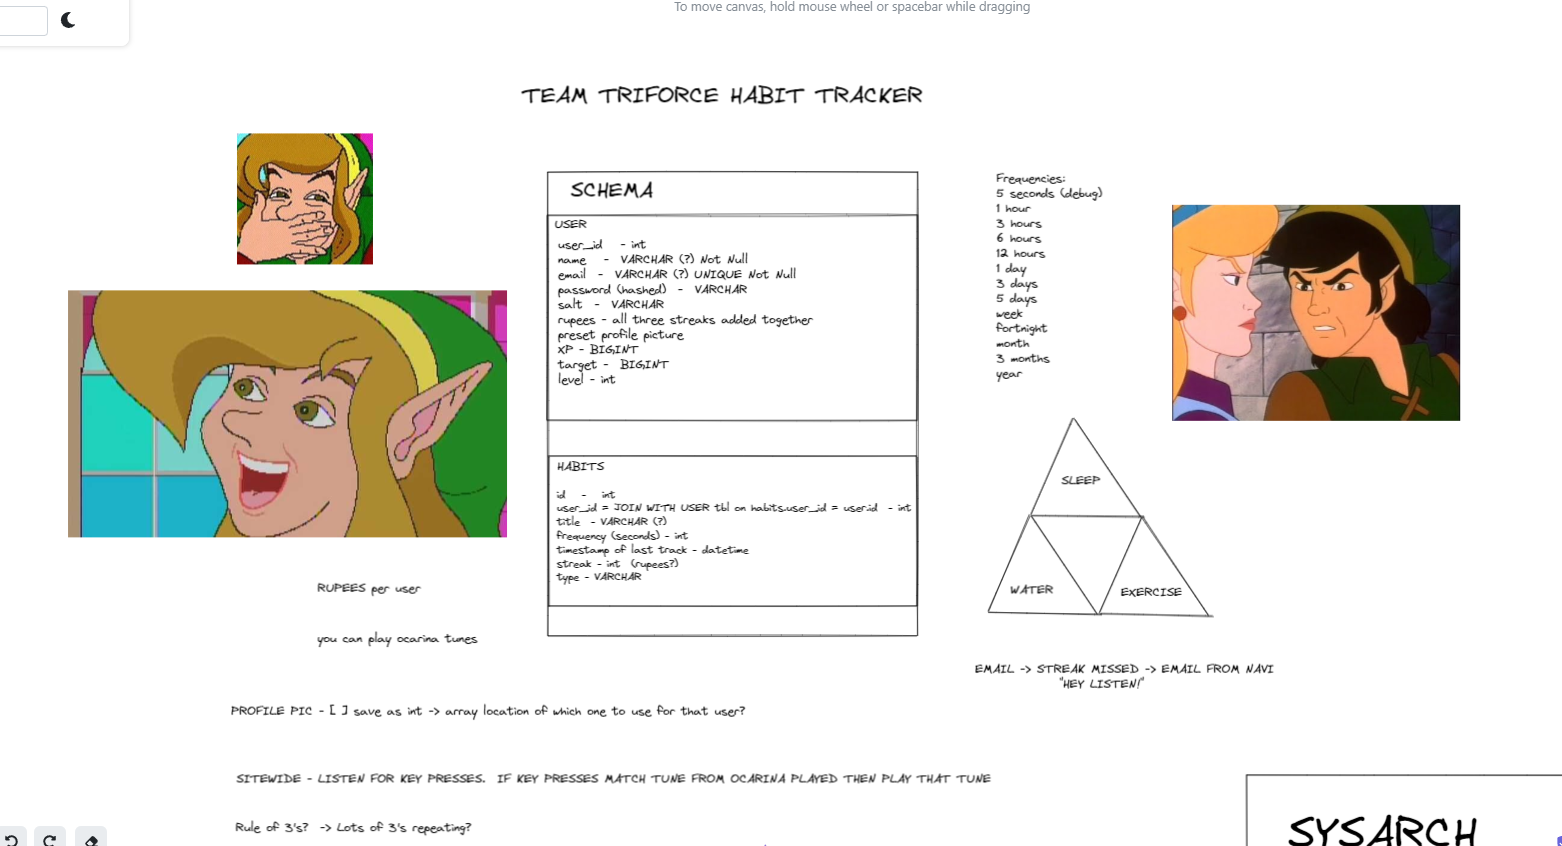 To move canvas, hold mouse wheel or spacebar while dragging
TEAM TRIFORCE HABIT TRACKER
SCHEMA
USER
user_id - int
name - VARCHAR (?) Not Null
email - VARCHAR (?) UNIQUE Not Null
password (hashed) - VARCHAR
salt - VARCHAR
rupees - all three streaks added together
preset profile picture
XP - BIGINT
target - BIGINT
level - int
HABITS
id - int
user_id = JOIN WITH USER tbl on habits.user_id = user.id - int
title - VARCHAR (?)
frequency (seconds) - int
timestamp of last track - datetime
streak - int (rupees?)
type - VARCHAR
Frequencies:
5 seconds (debug)
1 hour
3 hours
6 hours
12 hours
1 day
3 days
5 days
week
fortnight
month
3 months
year
SLEEP
WATER
EXERCISE
RUPEES per user
you can play ocarina tunes
EMAIL -> STREAK MISSED -> EMAIL FROM NAVI
"HEY LISTEN!"
PROFILE PIC - [ ] save as int -> array location of which one to use for that user?
SITEWIDE - LISTEN FOR KEY PRESSES. IF KEY PRESSES MATCH TUNE FROM OCARINA PLAYED THEN PLAY THAT TUNE
Rule of 3's? -> Lots of 3's repeating?
SYSARCH